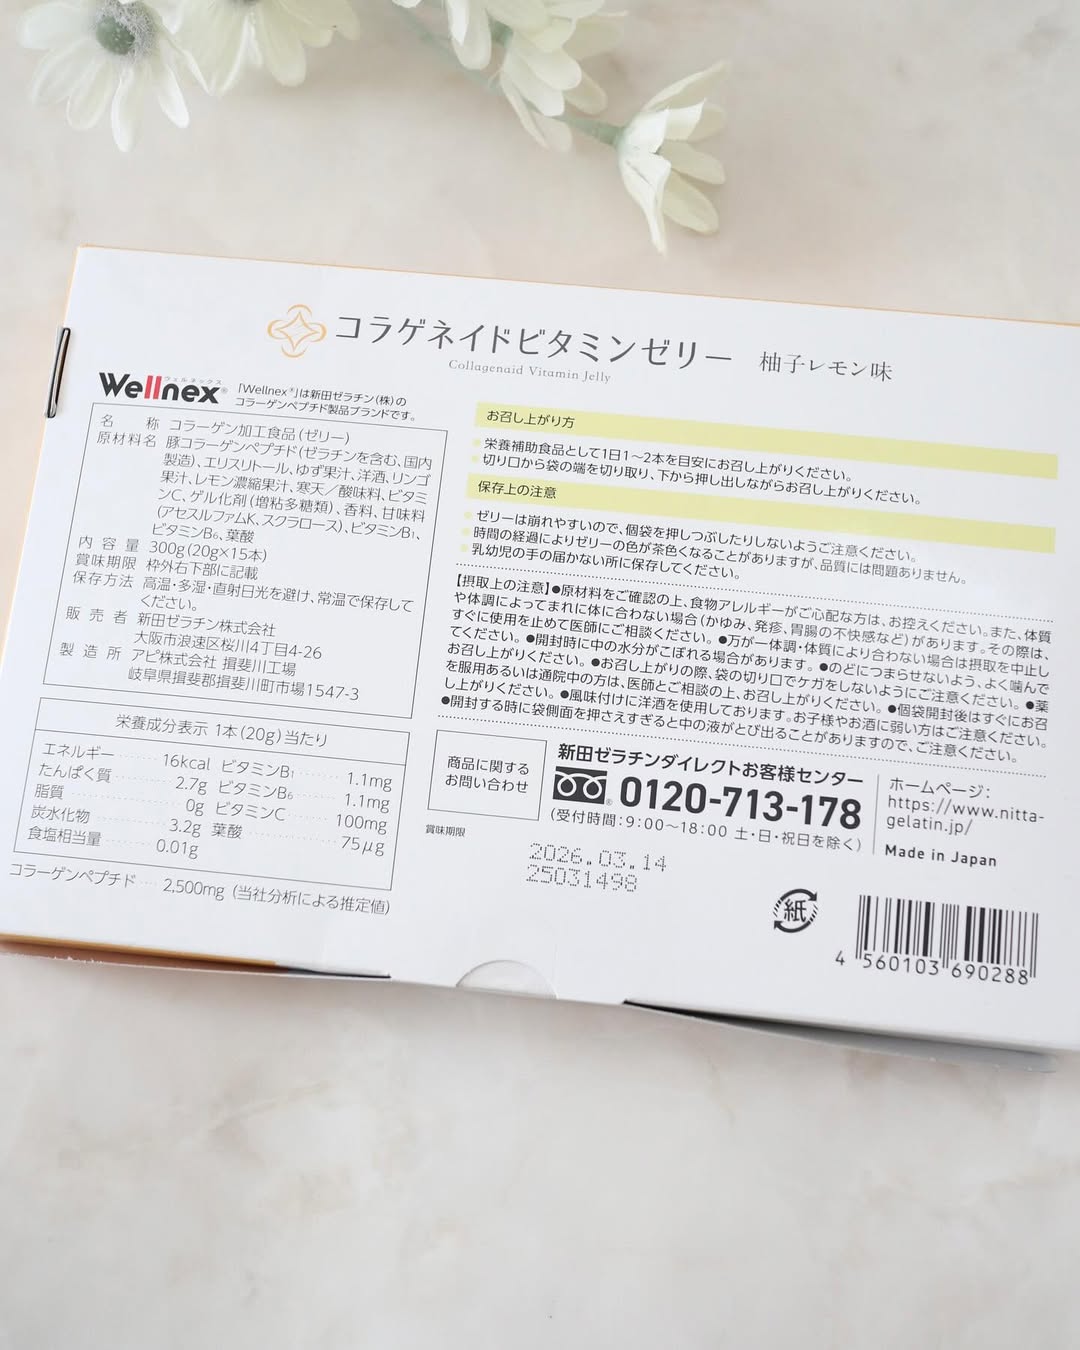 コラゲネイドビタミンゼリー 柚子レモン味
Collagenaid Vitamin Jelly
ウェルネックス
Wellnex®
「Wellnex®」は新田ゼラチン(株)の
コラーゲンペプチド製品ブランドです。
名称 コラーゲン加工食品(ゼリー)
原材料名 豚コラーゲンペプチド(ゼラチンを含む、国内
製造)、エリスリトール、ゆず果汁、洋酒、リンゴ
果汁、レモン濃縮果汁、寒天／酸味料、ビタミ
ンC、ゲル化剤(増粘多糖類)、香料、甘味料
(アセスルファムK、スクラロース)、ビタミンB₁、
ビタミンB₆、葉酸
内容量 300g(20g×15本)
賞味期限 枠外右下部に記載
保存方法 高温・多湿・直射日光を避け、常温で保存して
ください。
販売者 新田ゼラチン株式会社
大阪市浪速区桜川4丁目4-26
製造所 アピ株式会社 揖斐川工場
岐阜県揖斐郡揖斐川町市場1547-3
栄養成分表示 1本(20g)当たり
エネルギー 16kcal ビタミンB₁ 1.1mg
たんぱく質 2.7g ビタミンB₆ 1.1mg
脂質 0g ビタミンC 100mg
炭水化物 3.2g 葉酸 75μg
食塩相当量 0.01g
コラーゲンペプチド 2,500mg (当社分析による推定値)
お召し上がり方
栄養補助食品として1日1～2本を目安にお召し上がりください。
切り口から袋の端を切り取り、下から押し出しながらお召し上がりください。
保存上の注意
ゼリーは崩れやすいので、個袋を押しつぶしたりしないようご注意ください。
時間の経過によりゼリーの色が茶色くなることがありますが、品質には問題ありません。
乳幼児の手の届かない所に保存してください。
【摂取上の注意】●原材料をご確認の上、食物アレルギーがご心配な方は、お控えください。また、体質
や体調によってまれに体に合わない場合(かゆみ、発疹、胃腸の不快感など)があります。その際は、
すぐに使用を止めて医師にご相談ください。●万が一体調・体質により合わない場合は摂取を中止し
てください。●開封時に中の水分がこぼれる場合があります。●のどにつまらせないよう、よく噛んで
お召し上がりください。●お召し上がりの際、袋の切り口でケガをしないようにご注意ください。●薬
を服用あるいは通院中の方は、医師とご相談の上、お召し上がりください。●個袋開封後はすぐにお召
し上がりください。●風味付けに洋酒を使用しております。お子様やお酒に弱い方はご注意ください。
●開封する時に袋側面を押さえすぎると中の液がとび出ることがありますので、ご注意ください。
商品に関する
お問い合わせ
新田ゼラチンダイレクトお客様センター
0120-713-178
(受付時間:9:00～18:00 土・日・祝日を除く)
ホームページ:
https://www.nitta-
gelatin.jp/
Made in Japan
賞味期限
2026.03.14
25031498
紙
4 560103 690288